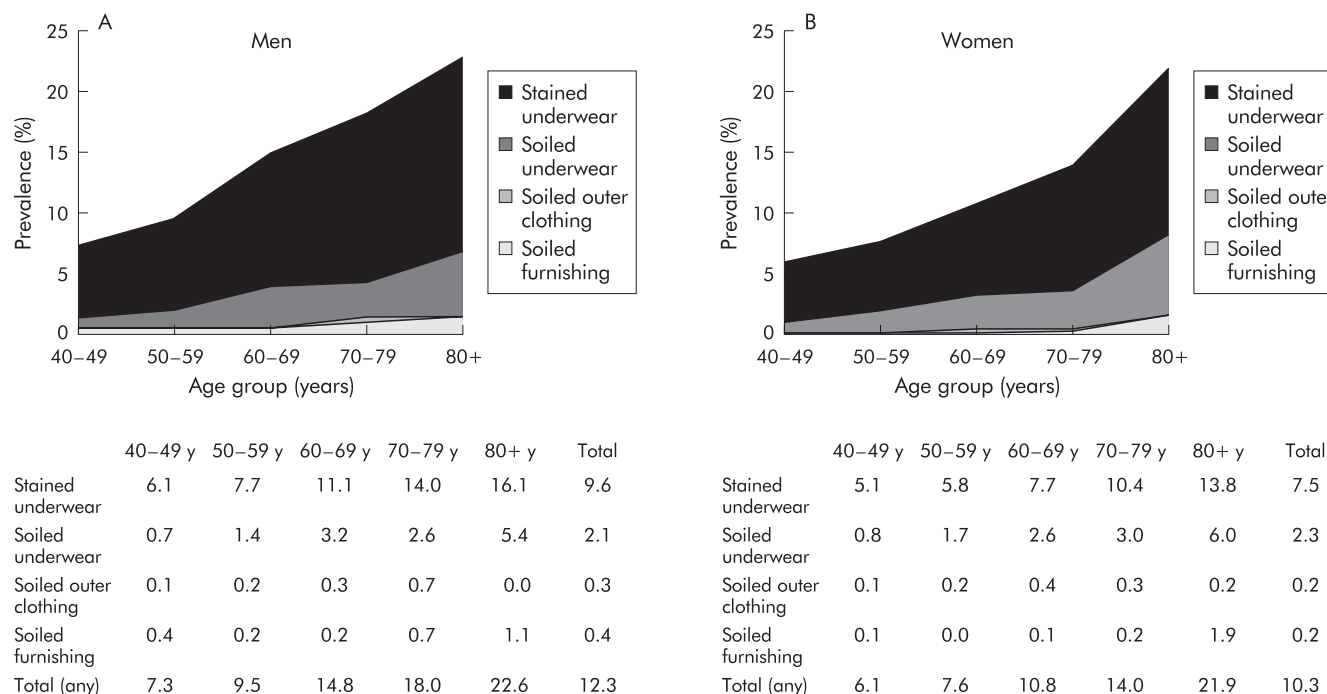 A
Men
25
20
15
10
5
0
Prevalence (%)
40–49 50–59 60–69 70–79 80+
Age group (years)
Stained
underwear
Soiled
underwear
Soiled outer
clothing
Soiled
furnishing
B
Women
25
20
15
10
5
0
Prevalence (%)
40–49 50–59 60–69 70–79 80+
Age group (years)
Stained
underwear
Soiled
underwear
Soiled oute
clothing
Soiled
furnishing
40–49 y 50–59 y 60–69 y 70–79 y 80+ y Total
Stained 6.1 7.7 11.1 14.0 16.1 9.6
underwear
Soiled 0.7 1.4 3.2 2.6 5.4 2.1
underwear
Soiled outer 0.1 0.2 0.3 0.7 0.0 0.3
clothing
Soiled 0.4 0.2 0.2 0.7 1.1 0.4
furnishing
Total (any) 7.3 9.5 14.8 18.0 22.6 12.3
40–49 y 50–59 y 60–69 y 70–79 y 80+ y Total
Stained 5.1 5.8 7.7 10.4 13.8 7.5
underwear
Soiled 0.8 1.7 2.6 3.0 6.0 2.3
underwear
Soiled outer 0.1 0.2 0.4 0.3 0.2 0.2
clothing
Soiled 0.1 0.0 0.1 0.2 1.9 0.2
furnishing
Total (any) 6.1 7.6 10.8 14.0 21.9 10.3